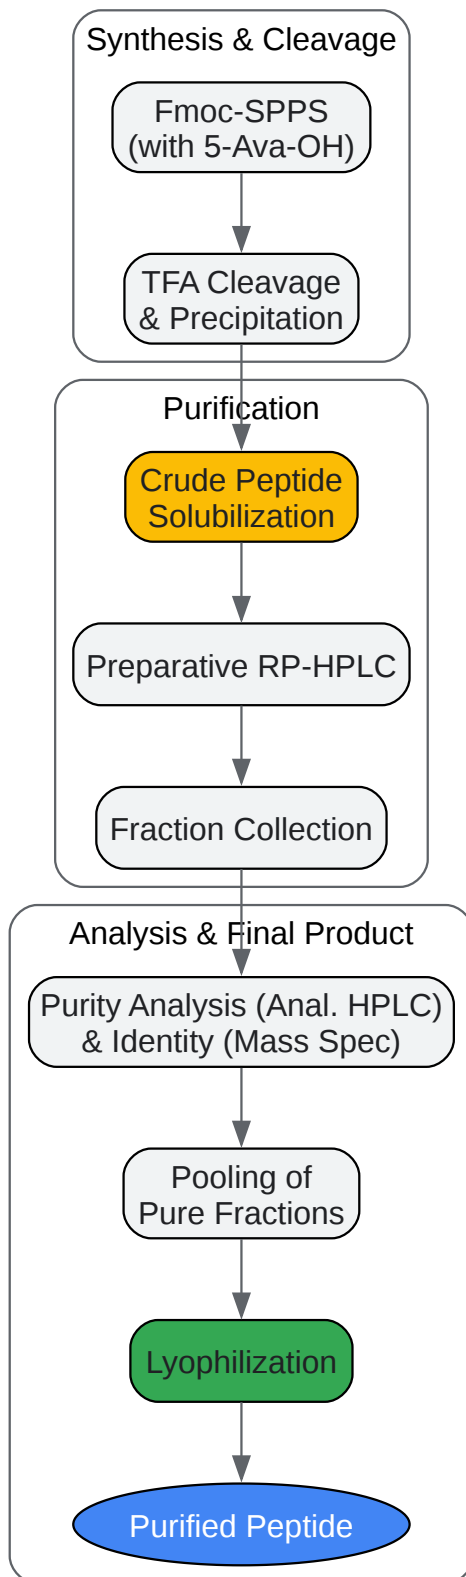 Synthesis & Cleavage
Fmoc-SPPS
(with 5-Ava-OH)
TFA Cleavage
& Precipitation
Purification
Crude Peptide
Solubilization
Preparative RP-HPLC
Fraction Collection
Analysis & Final Product
Purity Analysis (Anal. HPLC)
& Identity (Mass Spec)
Pooling of
Pure Fractions
Lyophilization
Purified Peptide